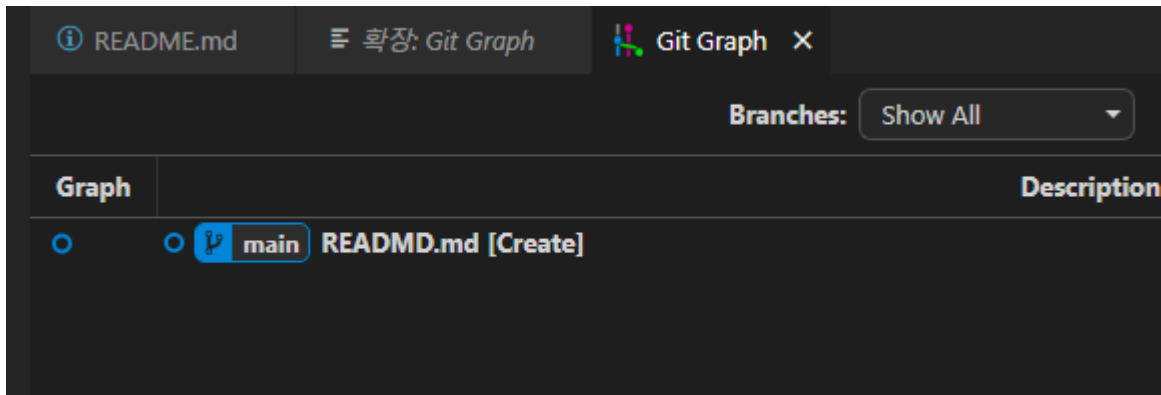 README.md
확장: Git Graph
Git Graph
Branches: Show All
Graph Description
main READMD.md [Create]